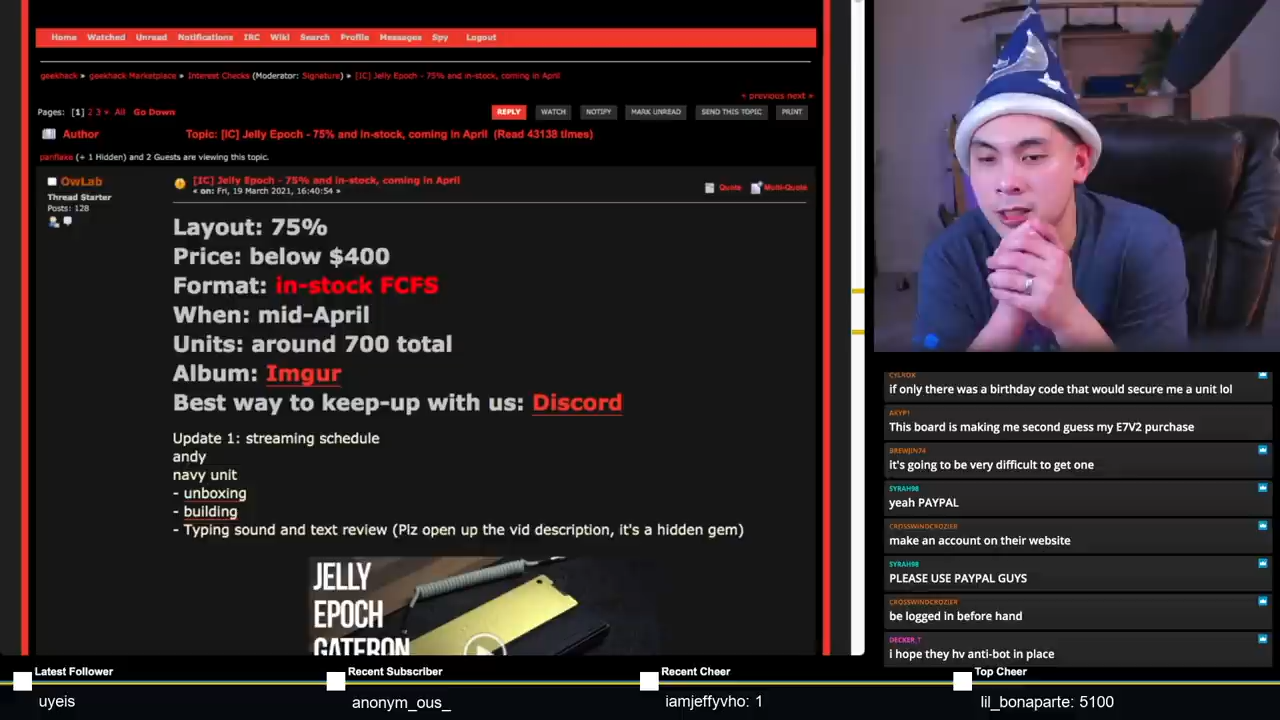 Home Watched Unread Notifications IRC Wiki Search Profile Messages Spy Logout
geekhack » geekhack Marketplace » Interest Checks (Moderator: Signature) » [IC] Jelly Epoch - 75% and in-stock, coming in April
« previous next »
Pages: [1] 2 3 » All Go Down
REPLY WATCH NOTIFY MARK UNREAD SEND THIS TOPIC PRINT
Author Topic: [IC] Jelly Epoch - 75% and in-stock, coming in April (Read 43138 times)
panflake (+ 1 Hidden) and 2 Guests are viewing this topic.
OwLab
Thread Starter
Posts: 128
[IC] Jelly Epoch - 75% and in-stock, coming in April
« on: Fri, 19 March 2021, 16:40:54 »
Quote Multi-Quote
Layout: 75%
Price: below $400
Format: in-stock FCFS
When: mid-April
Units: around 700 total
Album: Imgur
Best way to keep-up with us: Discord
Update 1: streaming schedule
andy
navy unit
- unboxing
- building
- Typing sound and text review (Plz open up the vid description, it's a hidden gem)
JELLY
EPOCH
GATERON
CYLROK
if only there was a birthday code that would secure me a unit lol
AKYP1
This board is making me second guess my E7V2 purchase
BREWJIN74
it's going to be very difficult to get one
SYRAH98
yeah PAYPAL
CROSSWINDCROZIER
make an account on their website
SYRAH98
PLEASE USE PAYPAL GUYS
CROSSWINDCROZIER
be logged in before hand
DECKER_T
i hope they hv anti-bot in place
Latest Follower
uyeis
Recent Subscriber
anonym_ous_
Recent Cheer
iamjeffyvho: 1
Top Cheer
lil_bonaparte: 5100